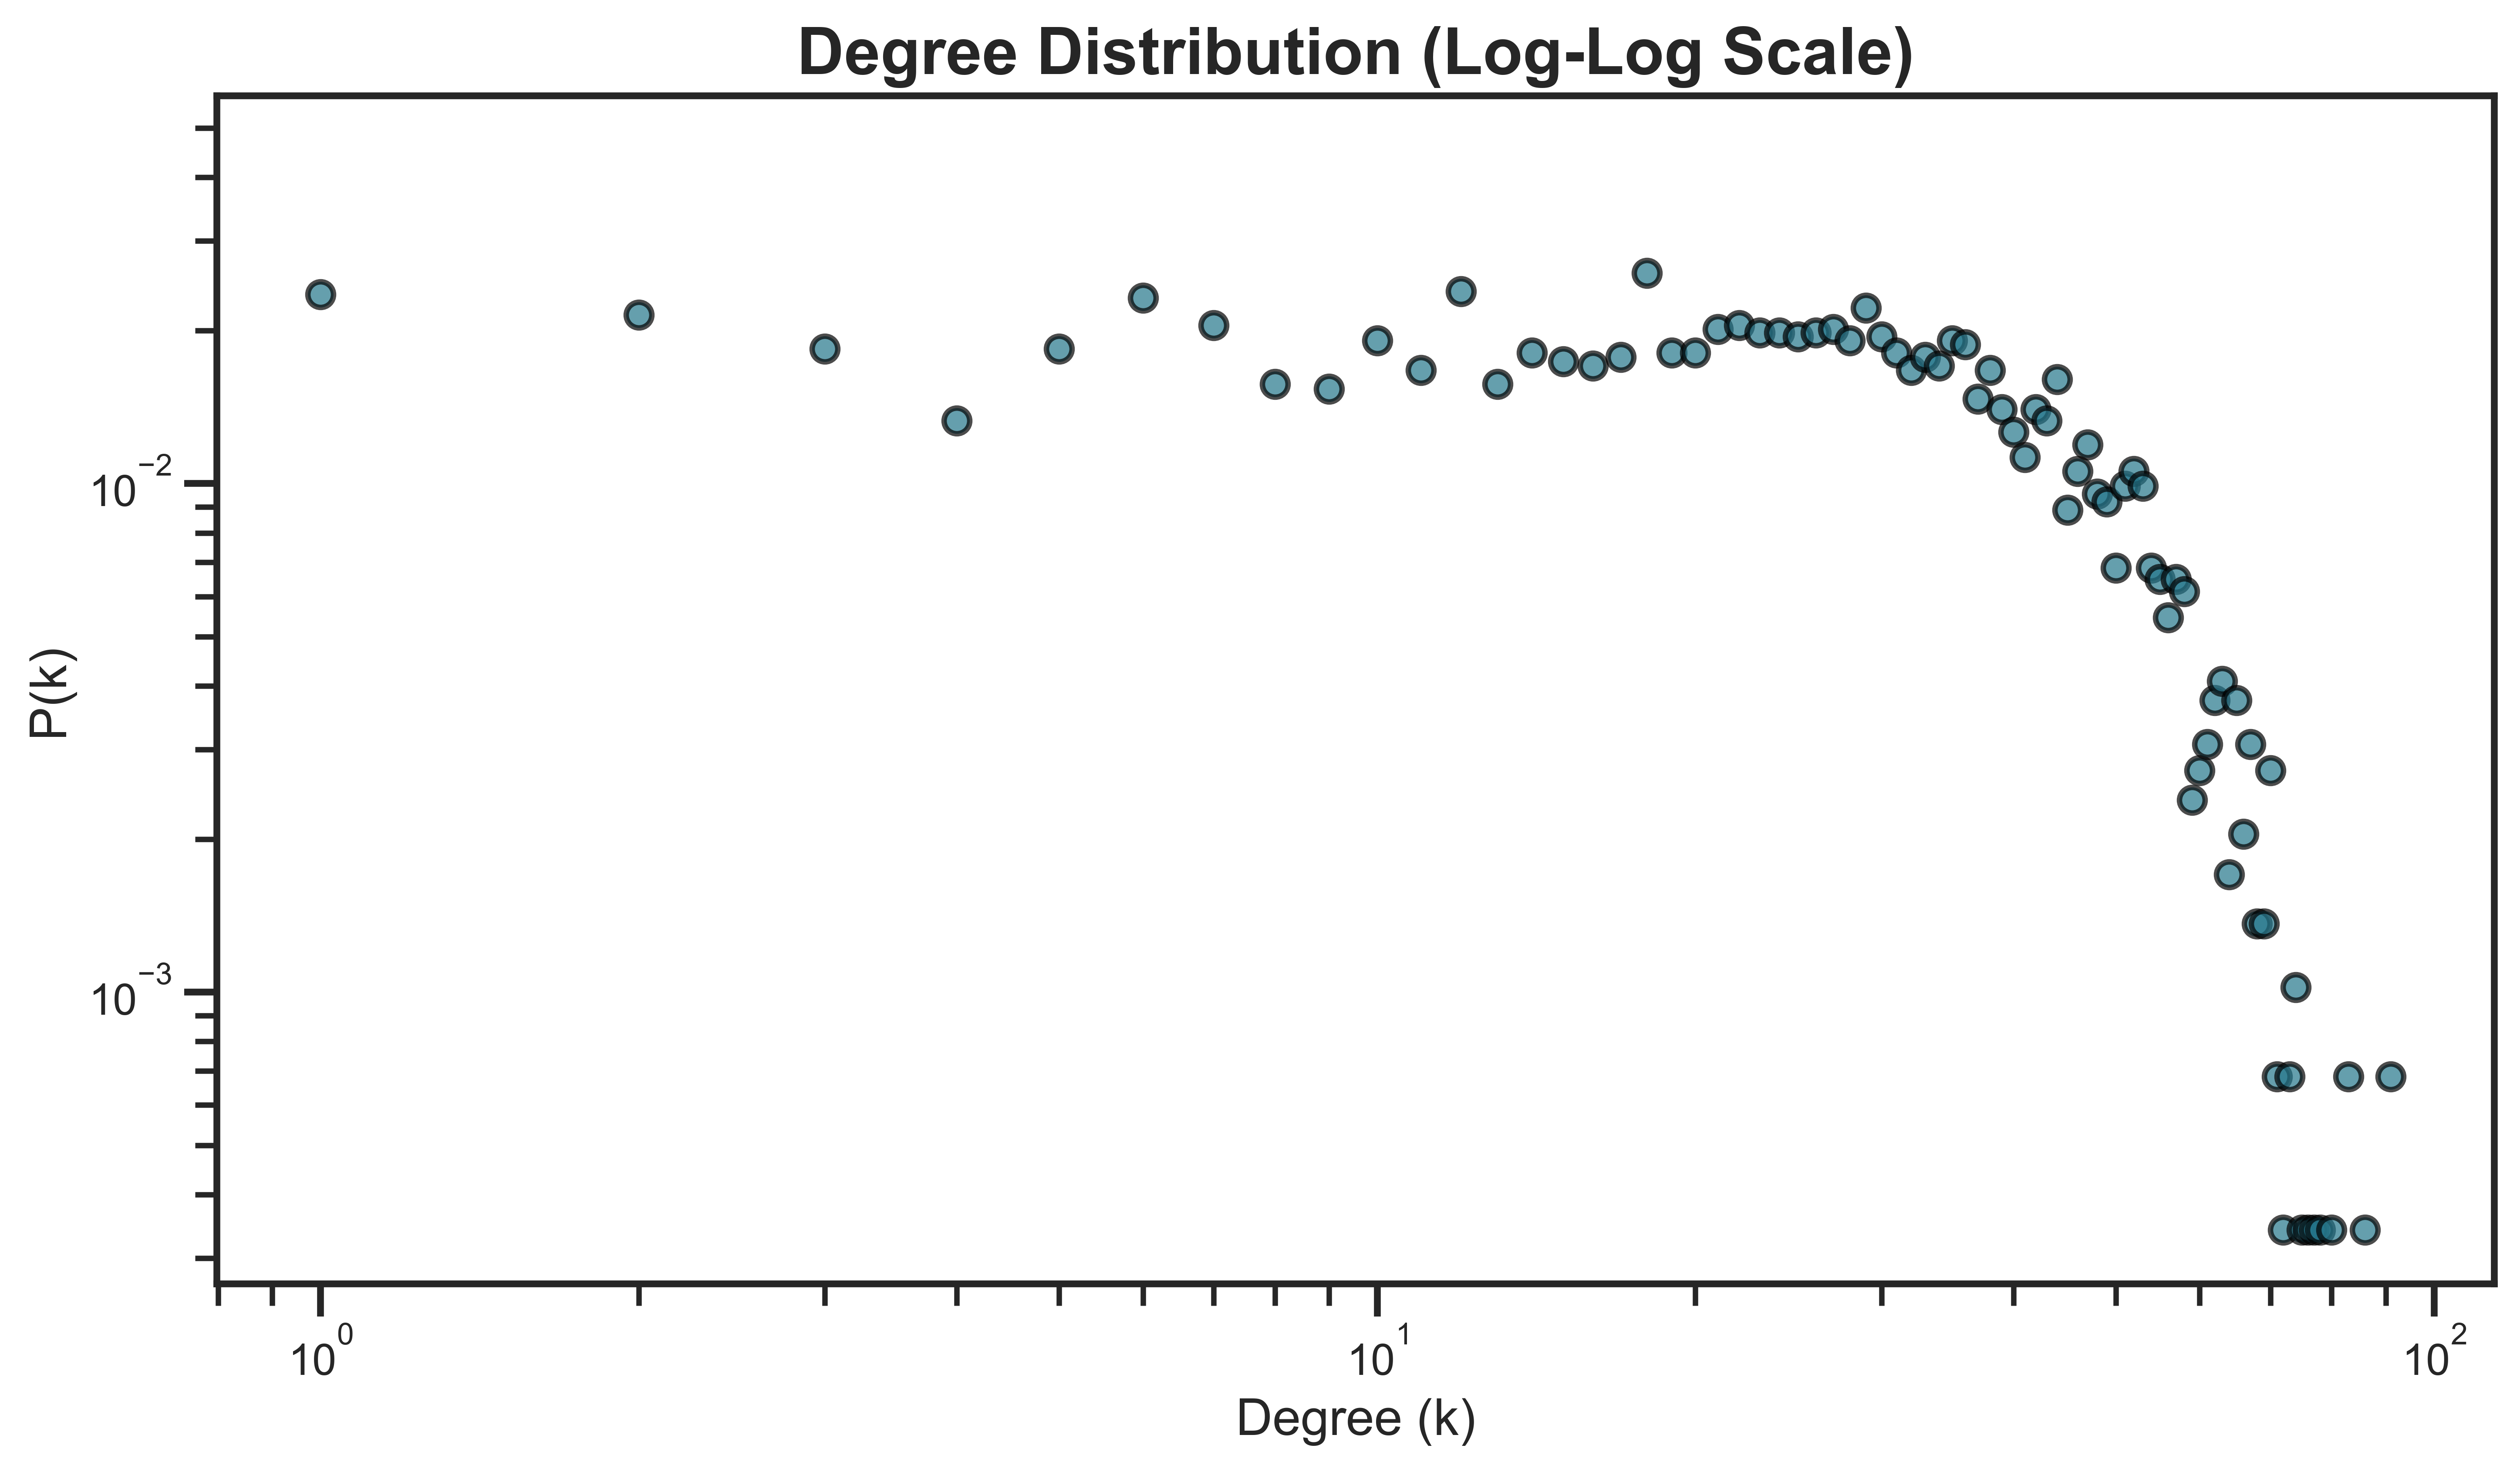 Degree Distribution (Log-Log Scale)
P(k)
10⁻²
10⁻³
10⁰ 10¹ 10²
Degree (k)